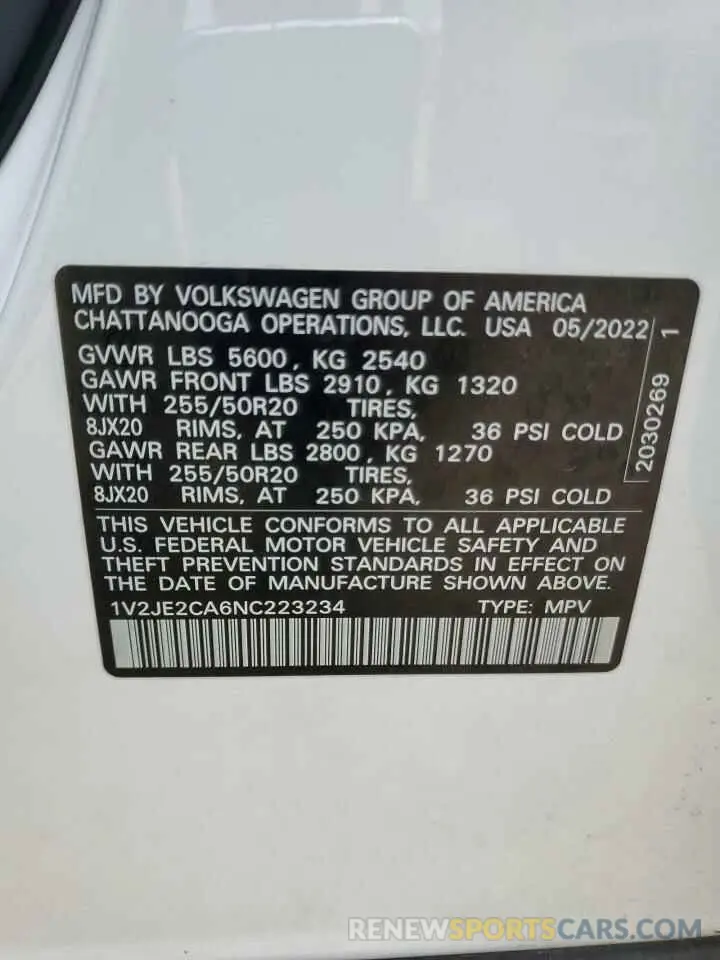 MFD BY VOLKSWAGEN GROUP OF AMERICA
CHATTANOOGA OPERATIONS, LLC. USA 05/2022
GVWR LBS 5600, KG 2540
GAWR FRONT LBS 2910, KG 1320
WITH 255/50R20 TIRES,
8JX20 RIMS, AT 250 KPA, 36 PSI COLD
GAWR REAR LBS 2800, KG 1270
WITH 255/50R20 TIRES,
8JX20 RIMS, AT 250 KPA, 36 PSI COLD
2030269 1
THIS VEHICLE CONFORMS TO ALL APPLICABLE
U.S. FEDERAL MOTOR VEHICLE SAFETY AND
THEFT PREVENTION STANDARDS IN EFFECT ON
THE DATE OF MANUFACTURE SHOWN ABOVE.
1V2JE2CA6NC223234 TYPE: MPV
RENEWSPORTSCARS.COM